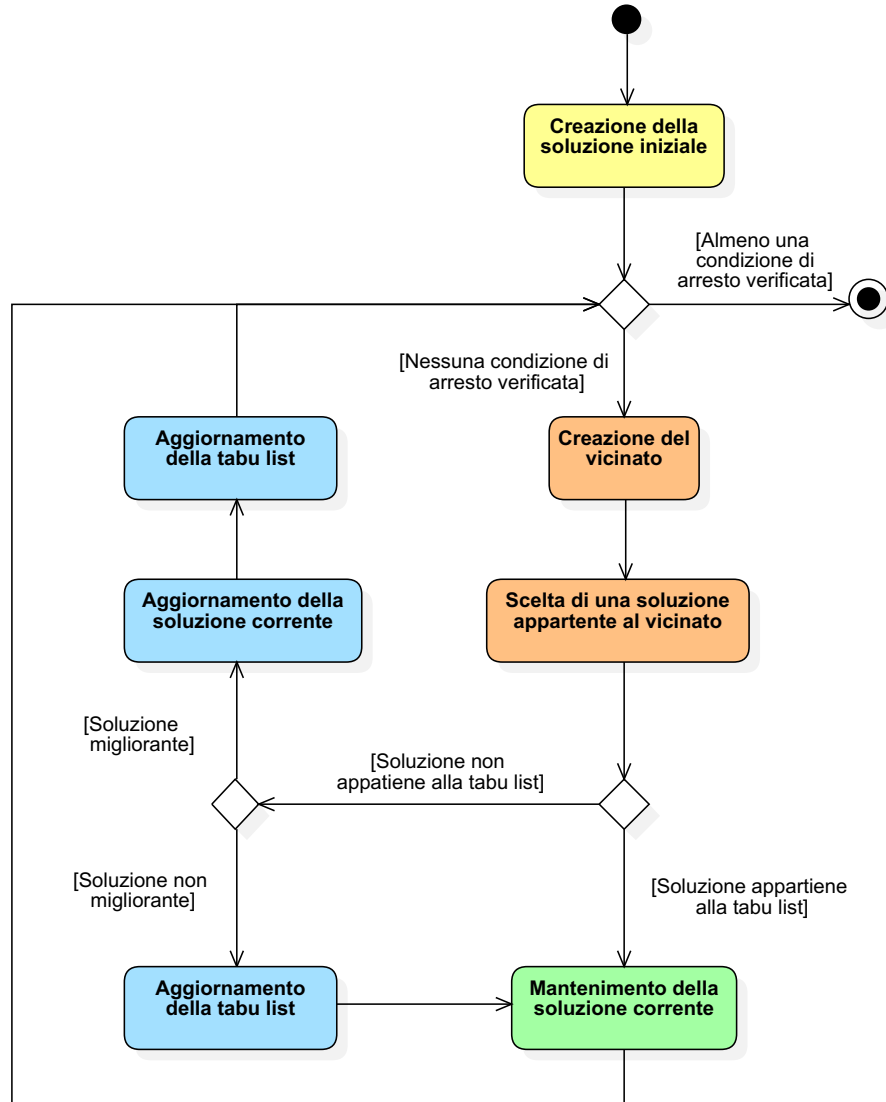 Creazione della
soluzione iniziale
[Almeno una
condizione di
arresto verificata]
[Nessuna condizione di
arresto verificata]
Aggiornamento
della tabu list
Creazione del
vicinato
Aggiornamento della
soluzione corrente
Scelta di una soluzione
appartente al vicinato
[Soluzione
migliorante]
[Soluzione non
appatiene alla tabu list]
[Soluzione non
migliorante]
[Soluzione appartiene
alla tabu list]
Aggiornamento
della tabu list
Mantenimento della
soluzione corrente